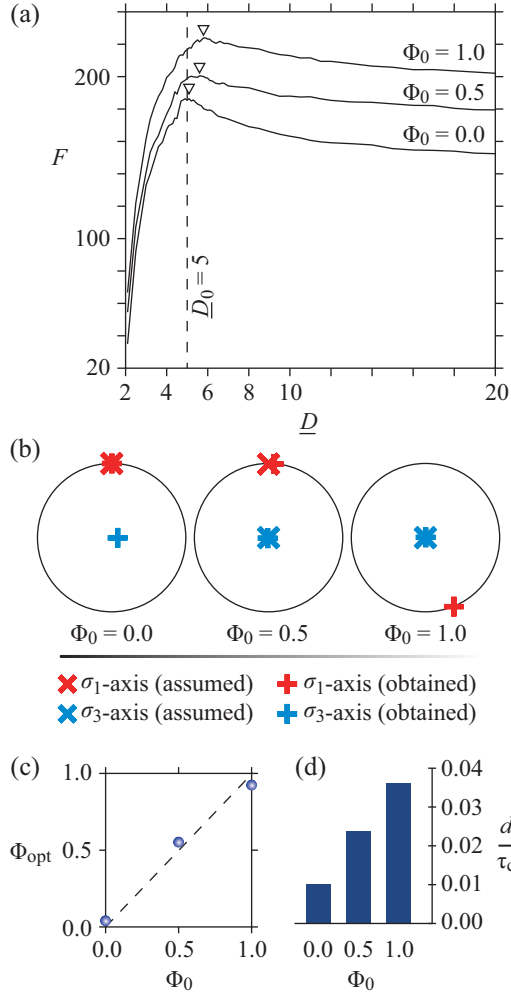 (a)
Φ0 = 1.0
Φ0 = 0.5
Φ0 = 0.0
F
200
100
20
D0 = 5
2 4 6 8 10 20
D
(b)
Φ0 = 0.0 Φ0 = 0.5 Φ0 = 1.0
σ1-axis (assumed) σ1-axis (obtained)
σ3-axis (assumed) σ3-axis (obtained)
(c)
1.0
Φopt 0.5
0.0
0.0 0.5 1.0
Φ0
(d)
0.04
0.03
0.02
0.01
0.00
d
0.0 0.5 1.0
Φ0